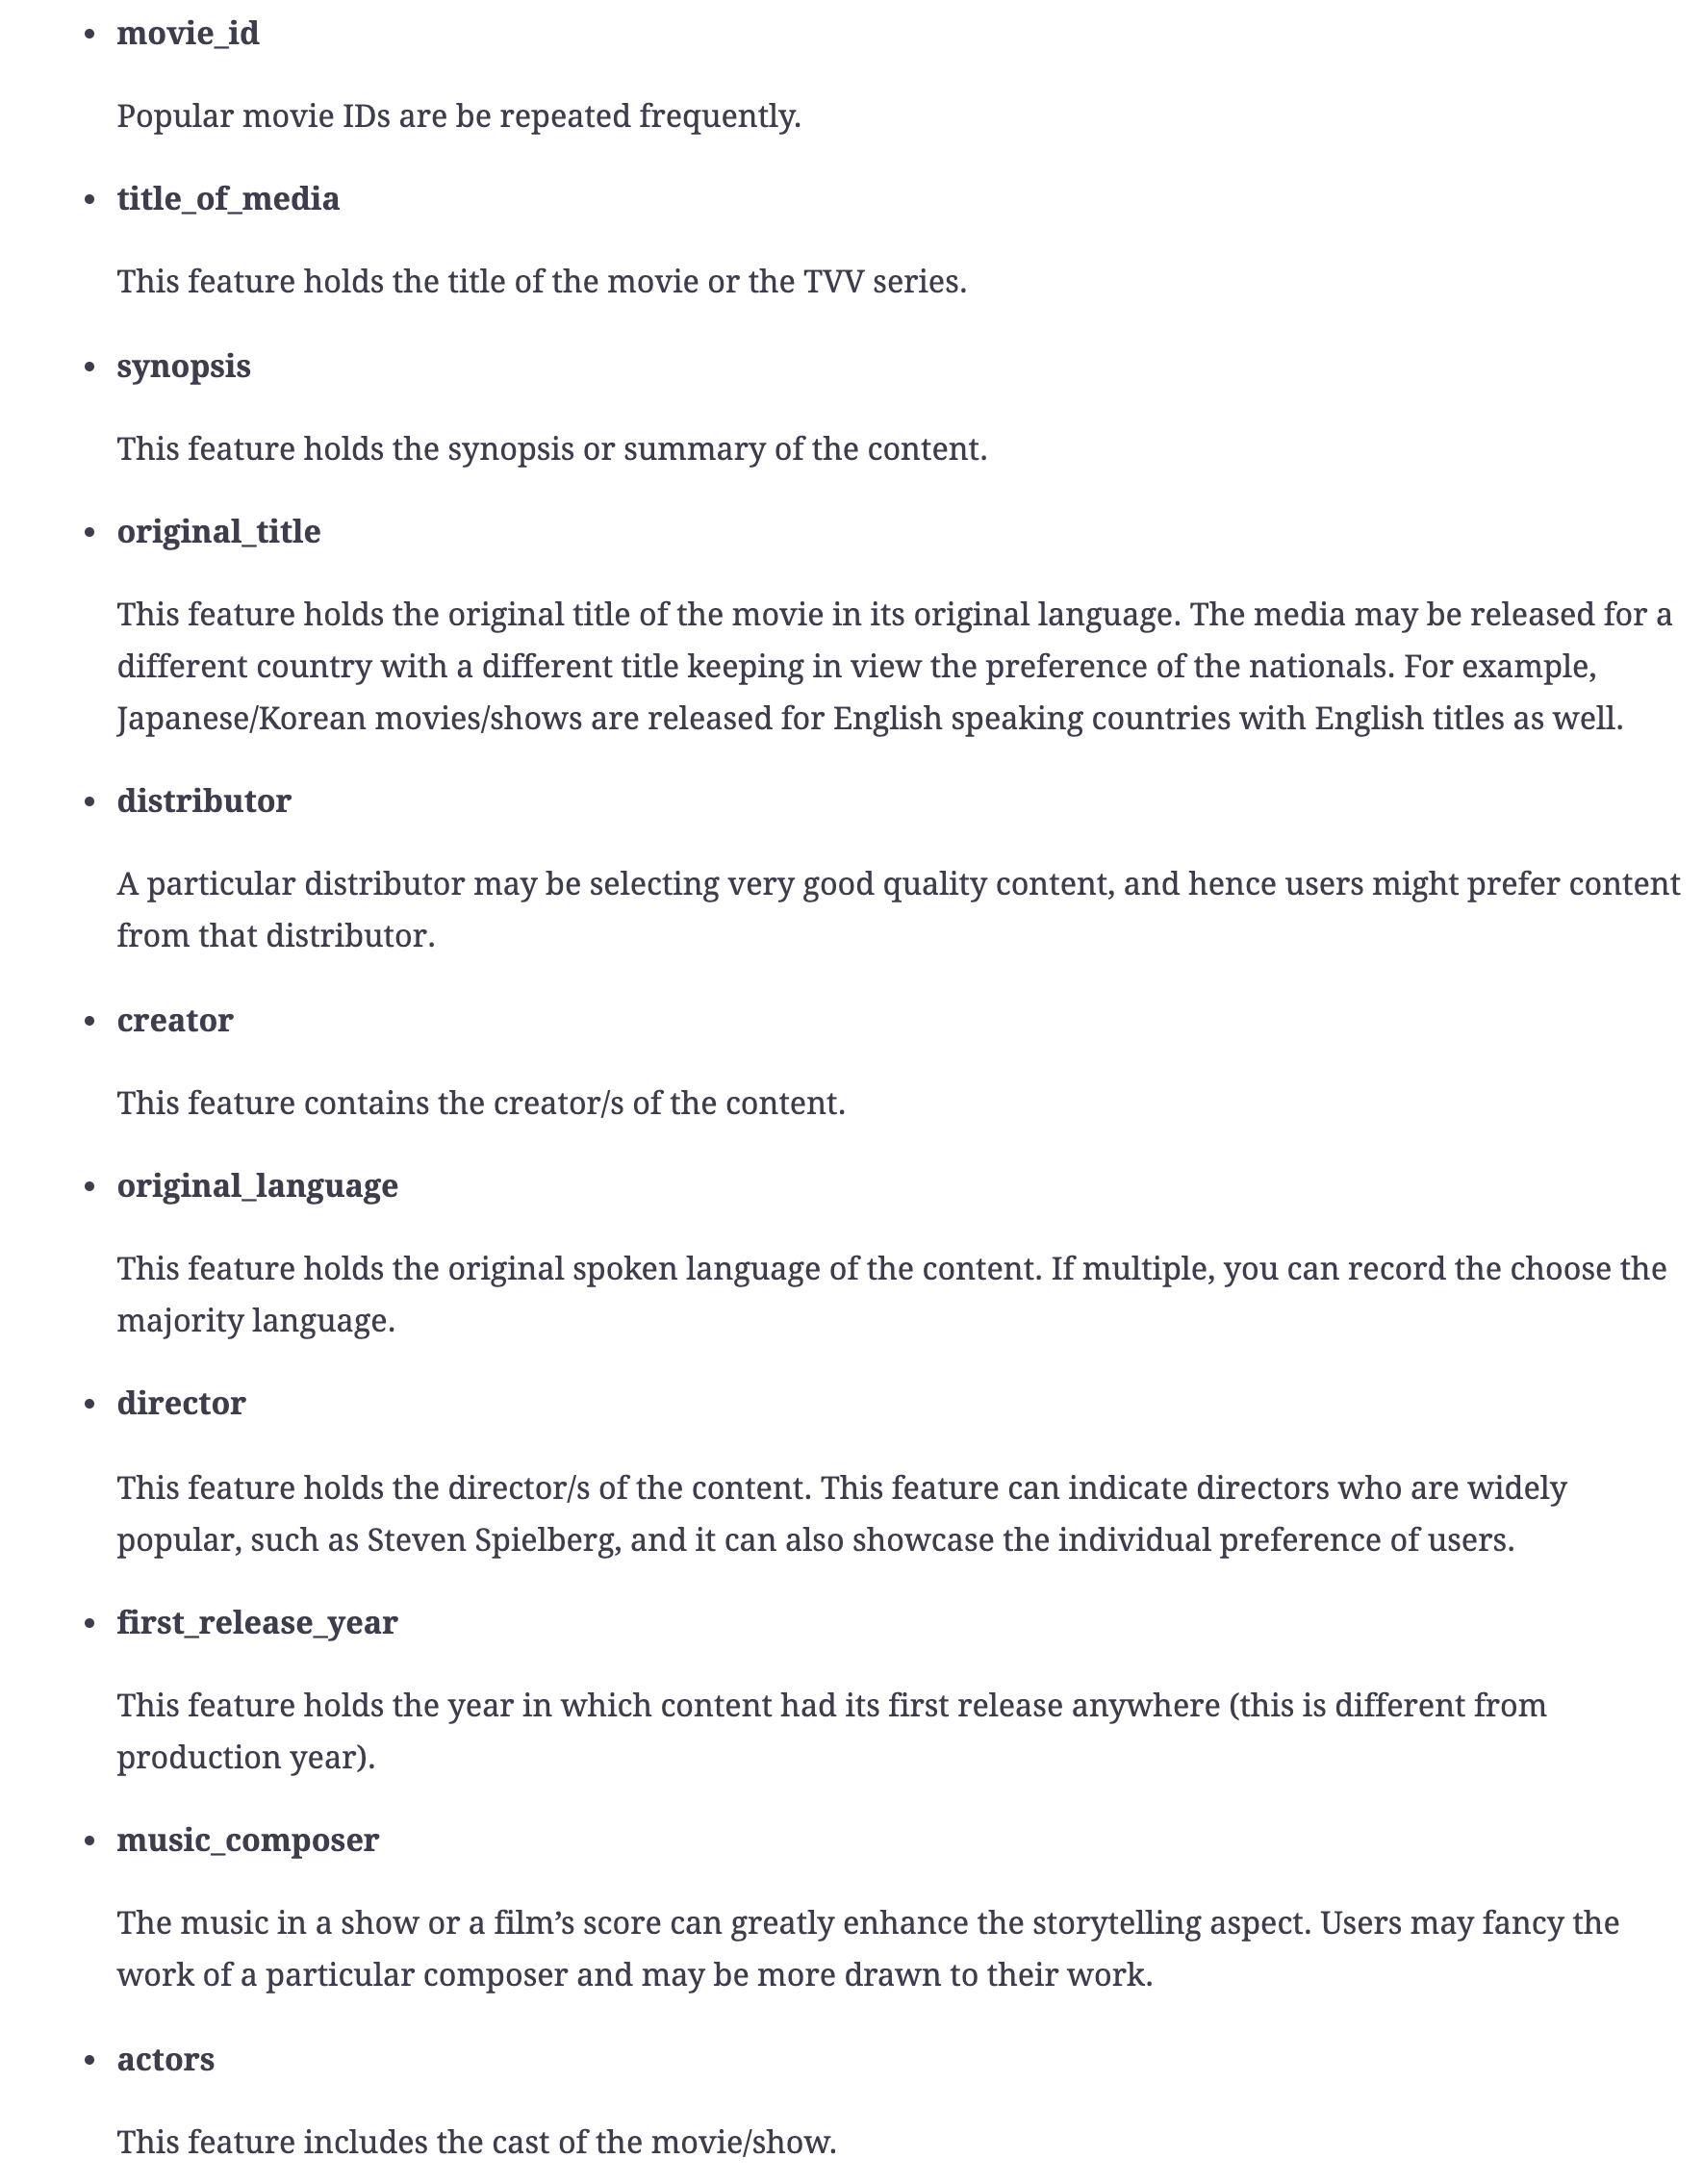 • movie_id
Popular movie IDs are be repeated frequently.
• title_of_media
This feature holds the title of the movie or the TVV series.
• synopsis
This feature holds the synopsis or summary of the content.
• original_title
This feature holds the original title of the movie in its original language. The media may be released for a
different country with a different title keeping in view the preference of the nationals. For example,
Japanese/Korean movies/shows are released for English speaking countries with English titles as well.
• distributor
A particular distributor may be selecting very good quality content, and hence users might prefer content
from that distributor.
• creator
This feature contains the creator/s of the content.
• original_language
This feature holds the original spoken language of the content. If multiple, you can record the choose the
majority language.
• director
This feature holds the director/s of the content. This feature can indicate directors who are widely
popular, such as Steven Spielberg, and it can also showcase the individual preference of users.
• first_release_year
This feature holds the year in which content had its first release anywhere (this is different from
production year).
• music_composer
The music in a show or a film’s score can greatly enhance the storytelling aspect. Users may fancy the
work of a particular composer and may be more drawn to their work.
• actors
This feature includes the cast of the movie/show.